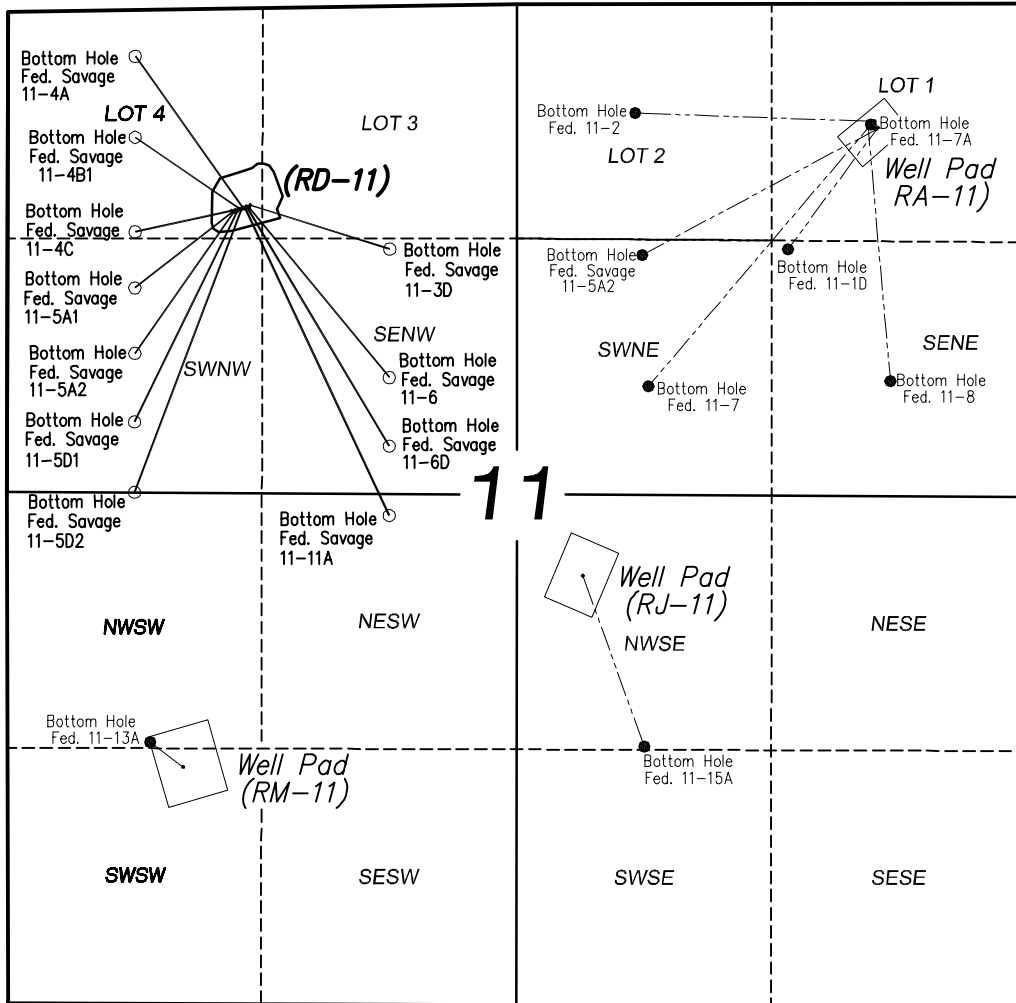 Bottom Hole
Fed. Savage
11-4A
LOT 4
Bottom Hole
Fed. Savage
11-4B1
Bottom Hole
Fed. Savage
11-4C
Bottom Hole
Fed. Savage
11-5A1
Bottom Hole
Fed. Savage
11-5A2
Bottom Hole
Fed. Savage
11-5D1
Bottom Hole
Fed. Savage
11-5D2
SWNW
LOT 3
(RD-11)
Bottom Hole
Fed. Savage
11-3D
SENW
Bottom Hole
Fed. Savage
11-6
Bottom Hole
Fed. Savage
11-6D
Bottom Hole
Fed. Savage
11-11A
Bottom Hole
Fed. 11-2
LOT 2
LOT 1
Bottom Hole
Fed. 11-7A
Well Pad
RA-11)
Bottom Hole
Fed. Savage
11-5A2
Bottom Hole
Fed. 11-1D
SWNE
SENE
Bottom Hole
Fed. 11-7
Bottom Hole
Fed. 11-8
11
NWSW
NESW
Well Pad
(RJ-11)
NWSE
NESE
Bottom Hole
Fed. 11-13A
Well Pad
(RM-11)
Bottom Hole
Fed. 11-15A
SWSW
SESW
SWSE
SESE